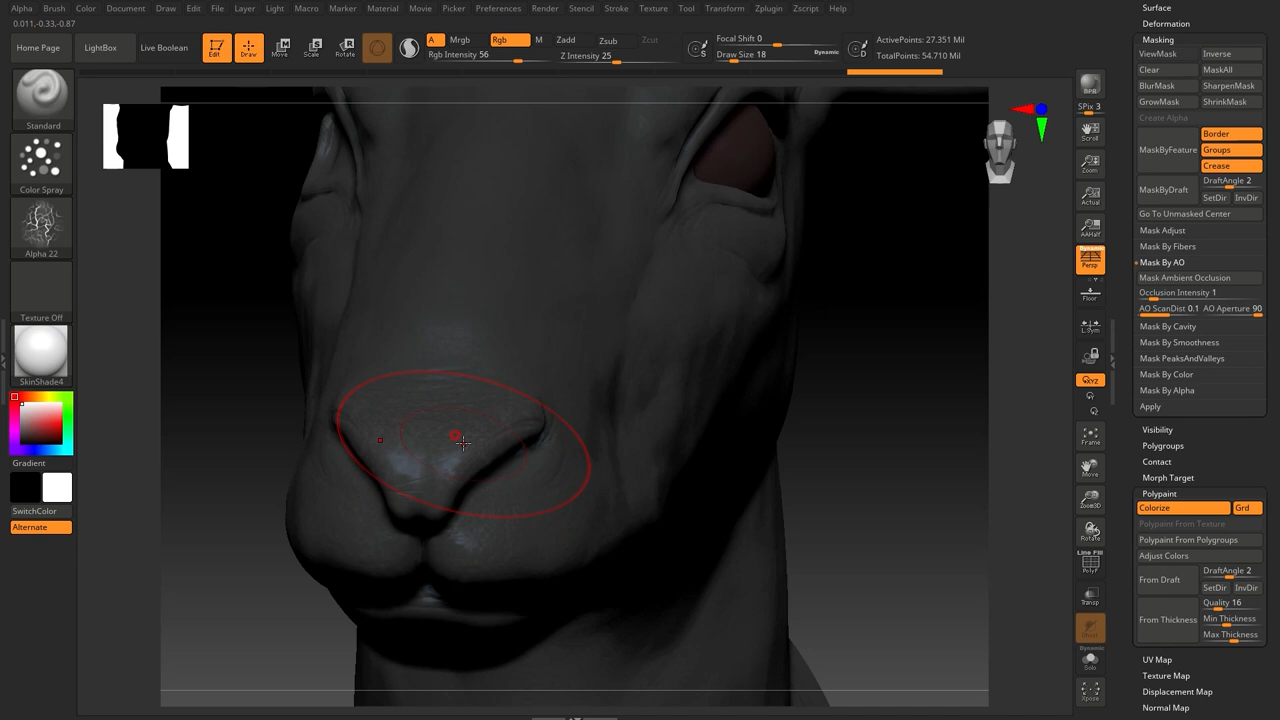 Alpha Brush Color Document Draw Edit File Layer Light Macro Marker Material Movie Picker Preferences Render Stencil Stroke Texture Tool Transform Zplugin Zscript Help
0.011,-0.33,-0.87
Home Page LightBox Live Boolean Edit Draw Move Scale Rotate
A Mrgb Rgb M Zadd Zsub Zcut
Rgb Intensity 56 Z Intensity 25
S Focal Shift 0
Draw Size 18 Dynamic
D ActivePoints: 27.351 Mil
TotalPoints: 54.710 Mil
Standard
Color Spray
Alpha 22
Texture Off
SkinShade4
Gradient
SwitchColor
Alternate
BPR
SPix 3
Scroll
Zoom
Actual
AAHalf
Dynamic
Persp
Floor
L.Sym
XYZ
Frame
Move
Zoom3D
Rotate
Line Fill
PolyF
Transp
Dynamic
Solo
Xpose
Surface
Deformation
Masking
ViewMask Inverse
Clear MaskAll
BlurMask SharpenMask
GrowMask ShrinkMask
Create Alpha
MaskByFeature Border
Groups
Crease
MaskByDraft DraftAngle 2
SetDir InvDir
Go To Unmasked Center
Mask Adjust
Mask By Fibers
Mask By AO
Mask Ambient Occlusion
Occlusion Intensity 1
AO ScanDist 0.1 AO Aperture 90
Mask By Cavity
Mask By Smoothness
Mask PeaksAndValleys
Mask By Color
Mask By Alpha
Apply
Visibility
Polygroups
Contact
Morph Target
Polypaint
Colorize Grd
Polypaint From Texture
Polypaint From Polygroups
Adjust Colors
From Draft DraftAngle 2
SetDir InvDir
From Thickness Quality 16
Min Thickness
Max Thickness
UV Map
Texture Map
Displacement Map
Normal Map